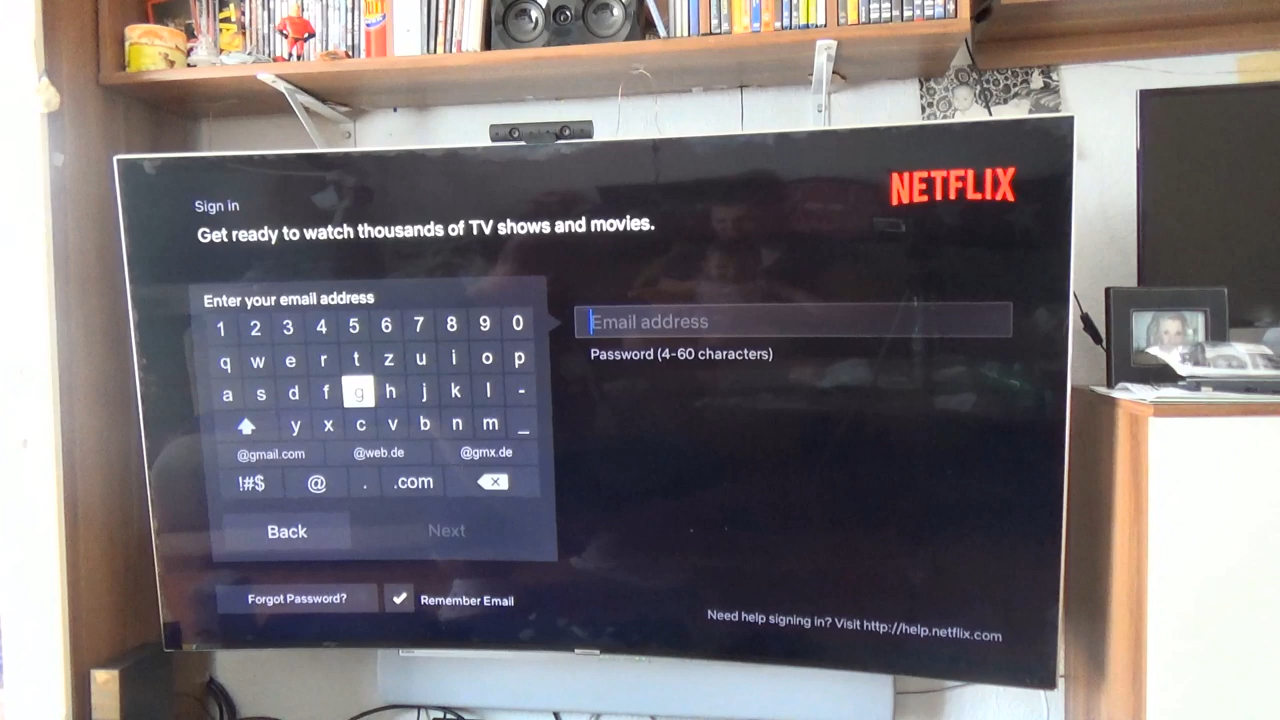 NETFLIX
Sign in
Get ready to watch thousands of TV shows and movies.
Enter your email address
1 2 3 4 5 6 7 8 9 0
q w e r t z u i o p
a s d f g h j k l -
y x c v b n m _
@gmail.com @web.de @gmx.de
!#$ @ . .com
Back Next
Email address
Password (4-60 characters)
Forgot Password? Remember Email
Need help signing in? Visit http://help.netflix.com